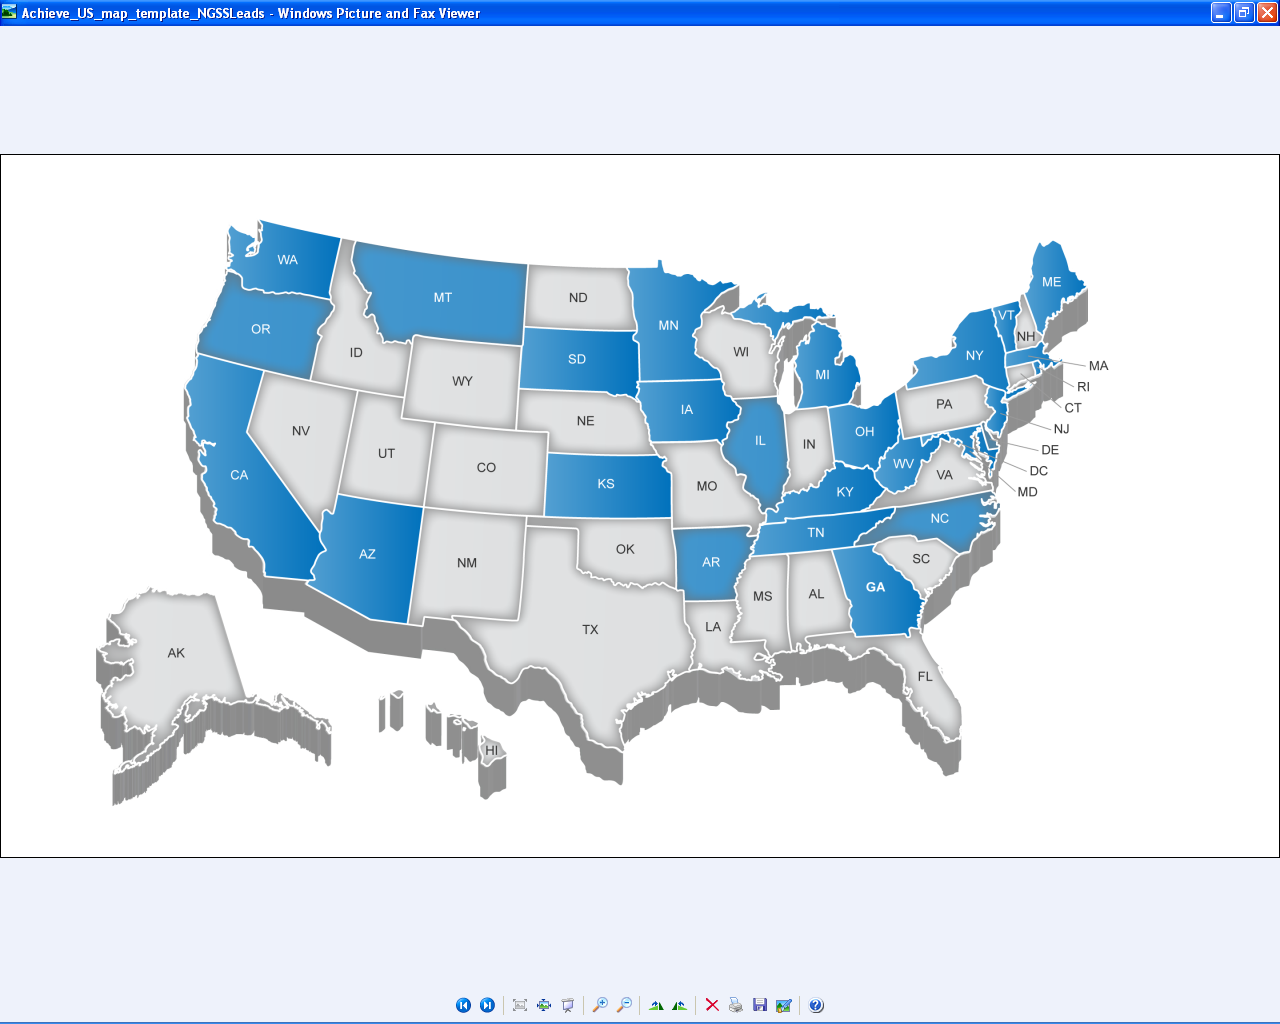 Achieve_US_map_template_NGSSLeads - Windows Picture and Fax Viewer
WA
MT
ND
MN
ME
OR
ID
SD
WI
MI
VT
NH
NY
MA
RI
CT
WY
IA
NE
PA
NJ
NV
UT
CO
IL
IN
OH
DE
CA
KS
MO
KY
WV
VA
DC
MD
AZ
NM
OK
AR
TN
NC
SC
MS
AL
GA
TX
LA
FL
AK
HI